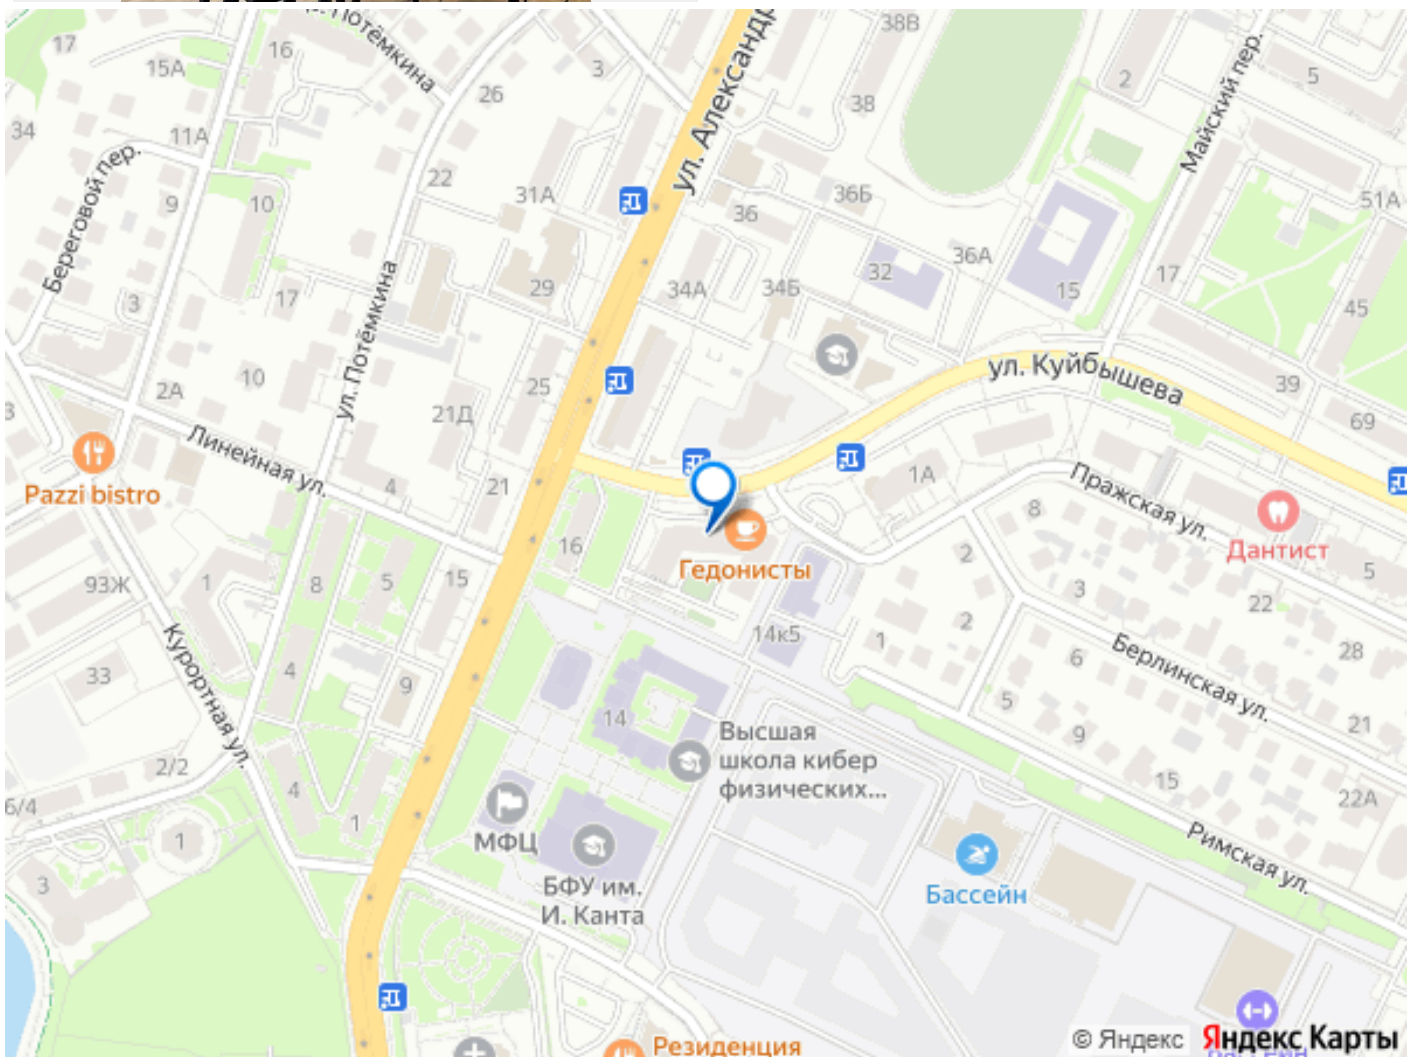 17
16
Потёмкина
ул. Александр
38В
15А
3
26
38
2
5
Майский пер.
34
11А
Береговой пер.
22
31А
36
36Б
51А
9
10
36А
32
17
ул. Потёмкина
3
17
29
34А
34Б
15
45
ул. Куйбышева
2А
10
25
39
21Д
69
3
Линейная ул.
4
21
1А
Pazzi bistro
Пражская ул.
8
Дантист
16
Гедонисты
2
5
93Ж
1
8
5
15
3
22
2
14к5
1
Берлинская ул.
28
6
Курортная ул.
33
4
9
5
21
14
9
Высшая
школа кибер
физических...
2/2
15
22А
6/4
4
1
1
МФЦ
Римская ул.
3
БФУ им.
И. Канта
Бассейн
Резиденция
© Яндекс Яндекс Карты